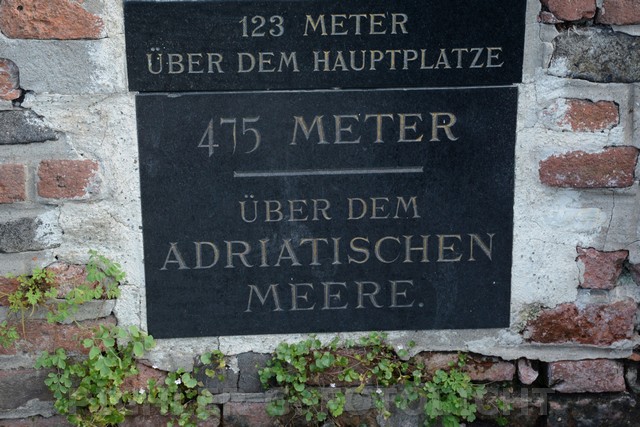 123 METER
ÜBER DEM HAUPTPLATZE
475 METER
ÜBER DEM
ADRIATISCHEN
MEERE.